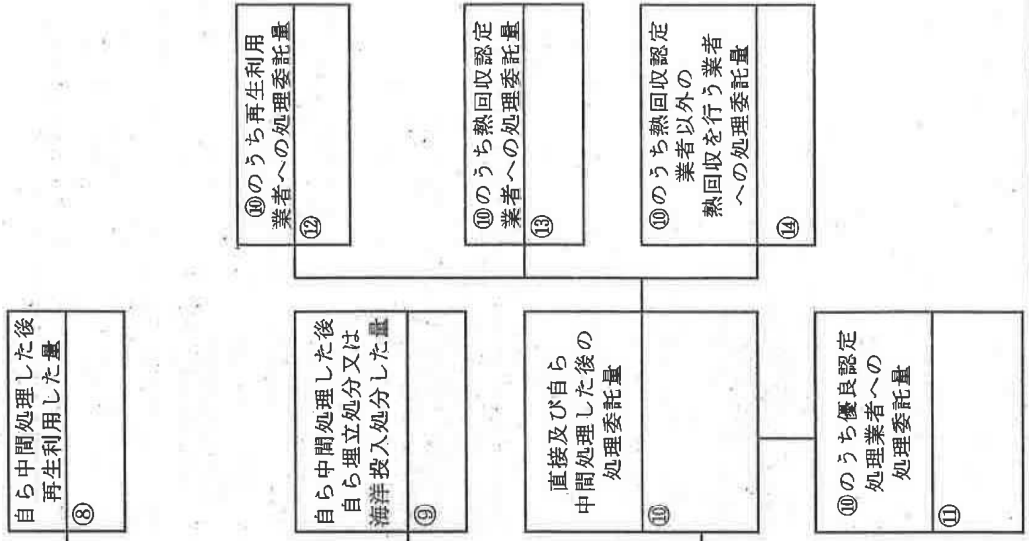 自ら中間処理した後
再生利用した量
⑧
自ら中間処理した後
自ら埋立処分又は
海洋投入処分した量
⑨
直接及び自ら
中間処理した後の
処理委託量
⑩
⑩のうち優良認定
処理業者への
処理委託量
⑪
⑩のうち再生利用
業者への処理委託量
⑫
⑩のうち熱回収認定
業者への処理委託量
⑬
⑩のうち熱回収認定
業者以外の
熱回収を行う業者
への処理委託量
⑭